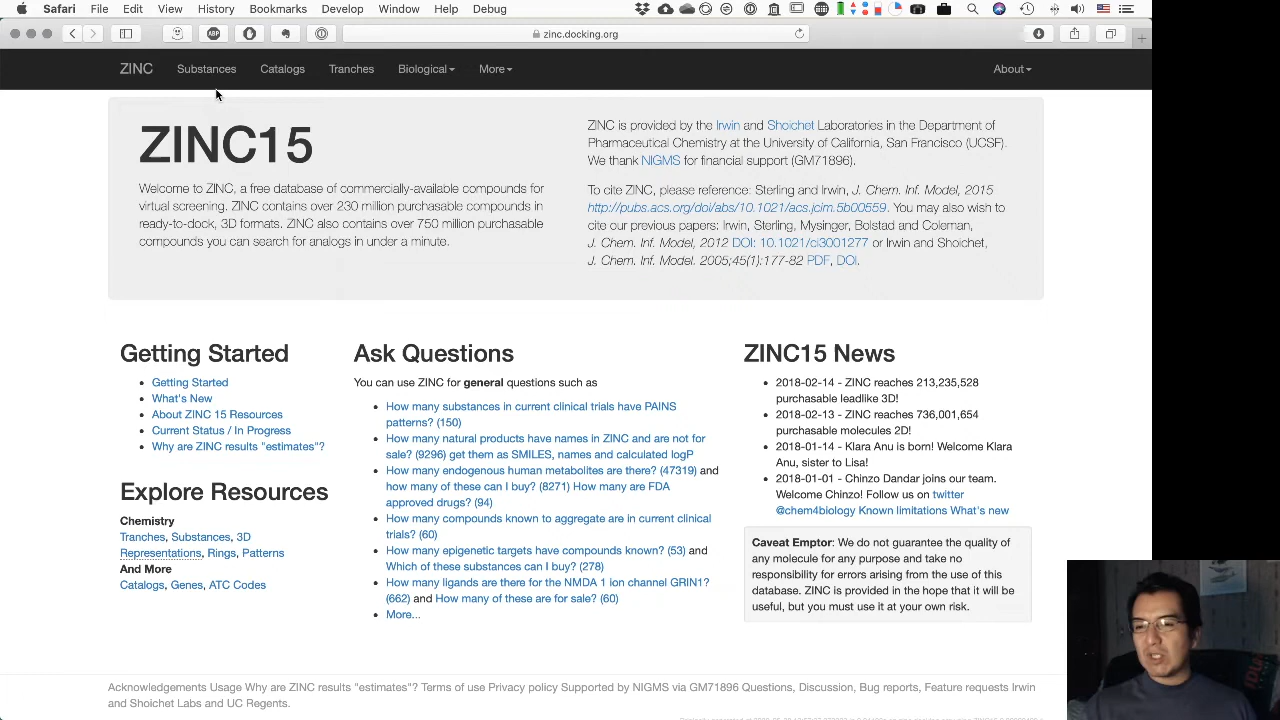 Safari File Edit View History Bookmarks Develop Window Help Debug
ABP
zinc.docking.org
ZINC Substances Catalogs Tranches Biological More About
ZINC15
Welcome to ZINC, a free database of commercially-available compounds for
virtual screening. ZINC contains over 230 million purchasable compounds in
ready-to-dock, 3D formats. ZINC also contains over 750 million purchasable
compounds you can search for analogs in under a minute.
ZINC is provided by the Irwin and Shoichet Laboratories in the Department of
Pharmaceutical Chemistry at the University of California, San Francisco (UCSF).
We thank NIGMS for financial support (GM71896).
To cite ZINC, please reference: Sterling and Irwin, J. Chem. Inf. Model, 2015
http://pubs.acs.org/doi/abs/10.1021/acs.jcim.5b00559. You may also wish to
cite our previous papers: Irwin, Sterling, Mysinger, Bolstad and Coleman,
J. Chem. Inf. Model, 2012 DOI: 10.1021/ci3001277 or Irwin and Shoichet,
J. Chem. Inf. Model. 2005;45(1):177-82 PDF, DOI.
Getting Started
Getting Started
What's New
About ZINC 15 Resources
Current Status / In Progress
Why are ZINC results "estimates"?
Explore Resources
Chemistry
Tranches, Substances, 3D
Representations, Rings, Patterns
And More
Catalogs, Genes, ATC Codes
Ask Questions
You can use ZINC for general questions such as
How many substances in current clinical trials have PAINS
patterns? (150)
How many natural products have names in ZINC and are not for
sale? (9296) get them as SMILES, names and calculated logP
How many endogenous human metabolites are there? (47319) and
how many of these can I buy? (8271) How many are FDA
approved drugs? (94)
How many compounds known to aggregate are in current clinical
trials? (60)
How many epigenetic targets have compounds known? (53) and
Which of these substances can I buy? (278)
How many ligands are there for the NMDA 1 ion channel GRIN1?
(662) and How many of these are for sale? (60)
More...
ZINC15 News
2018-02-14 - ZINC reaches 213,235,528
purchasable leadlike 3D!
2018-02-13 - ZINC reaches 736,001,654
purchasable molecules 2D!
2018-01-14 - Klara Anu is born! Welcome Klara
Anu, sister to Lisa!
2018-01-01 - Chinzo Dandar joins our team.
Welcome Chinzo! Follow us on twitter
@chem4biology Known limitations What's new
Caveat Emptor: We do not guarantee the quality of
any molecule for any purpose and take no
responsibility for errors arising from the use of this
database. ZINC is provided in the hope that it will be
useful, but you must use it at your own risk.
Acknowledgements Usage Why are ZINC results "estimates"? Terms of use Privacy policy Supported by NIGMS via GM71896 Questions, Discussion, Bug reports, Feature requests Irwin
and Shoichet Labs and UC Regents.